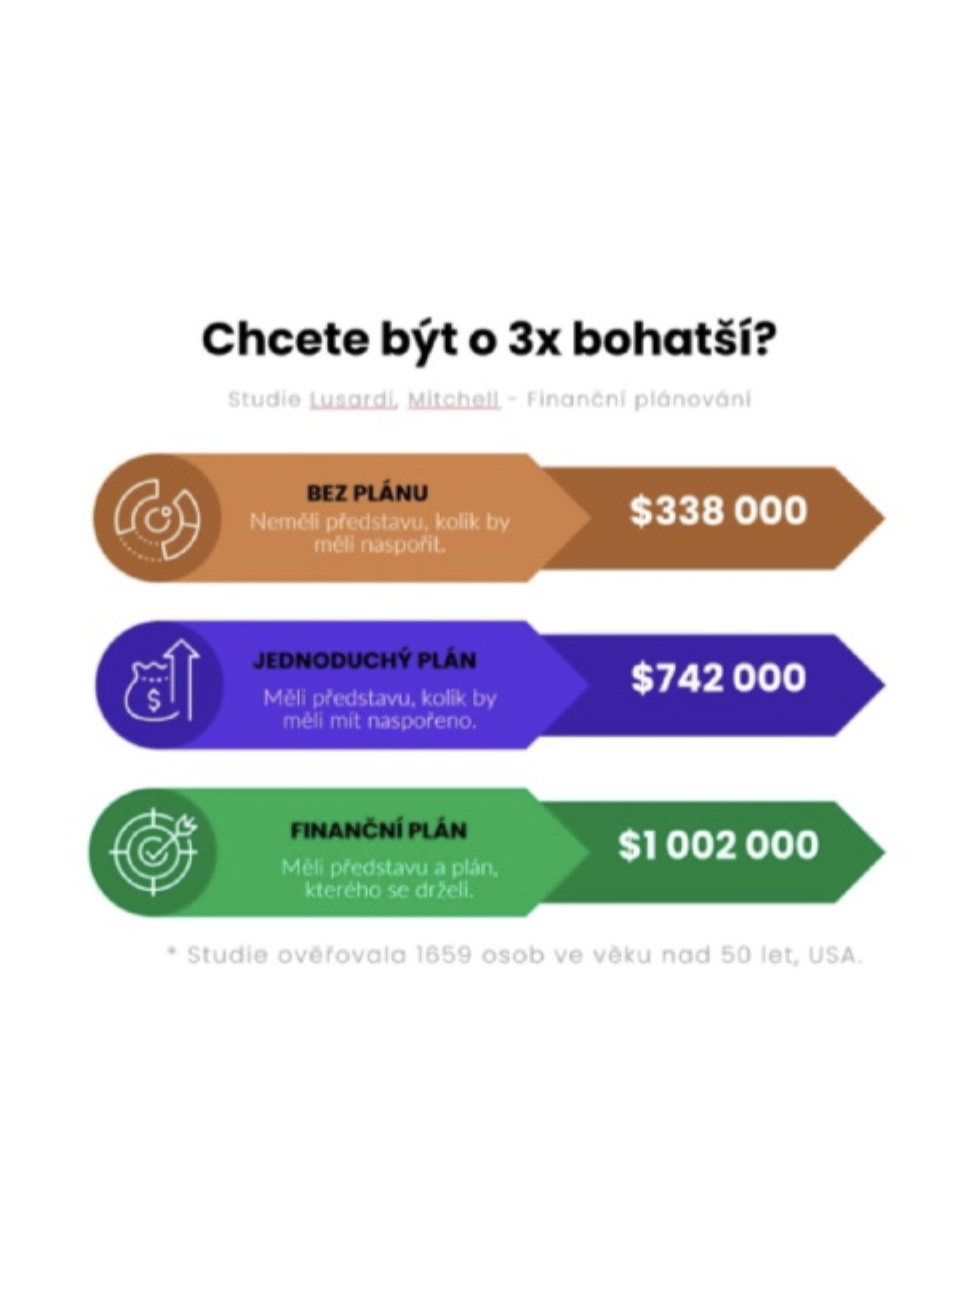 Chcete být o 3x bohatší?
Studie Lusardi, Mitchell - Finanční plánování
BEZ PLÁNU
Neměli představu, kolik by
měli naspořit.
$338 000
JEDNODUCHÝ PLÁN
Měli představu, kolik by
měli mít naspořeno.
$742 000
FINANČNÍ PLÁN
Měli představu a plán,
kterého se drželi.
$1 002 000
* Studie ověřovala 1659 osob ve věku nad 50 let, USA.